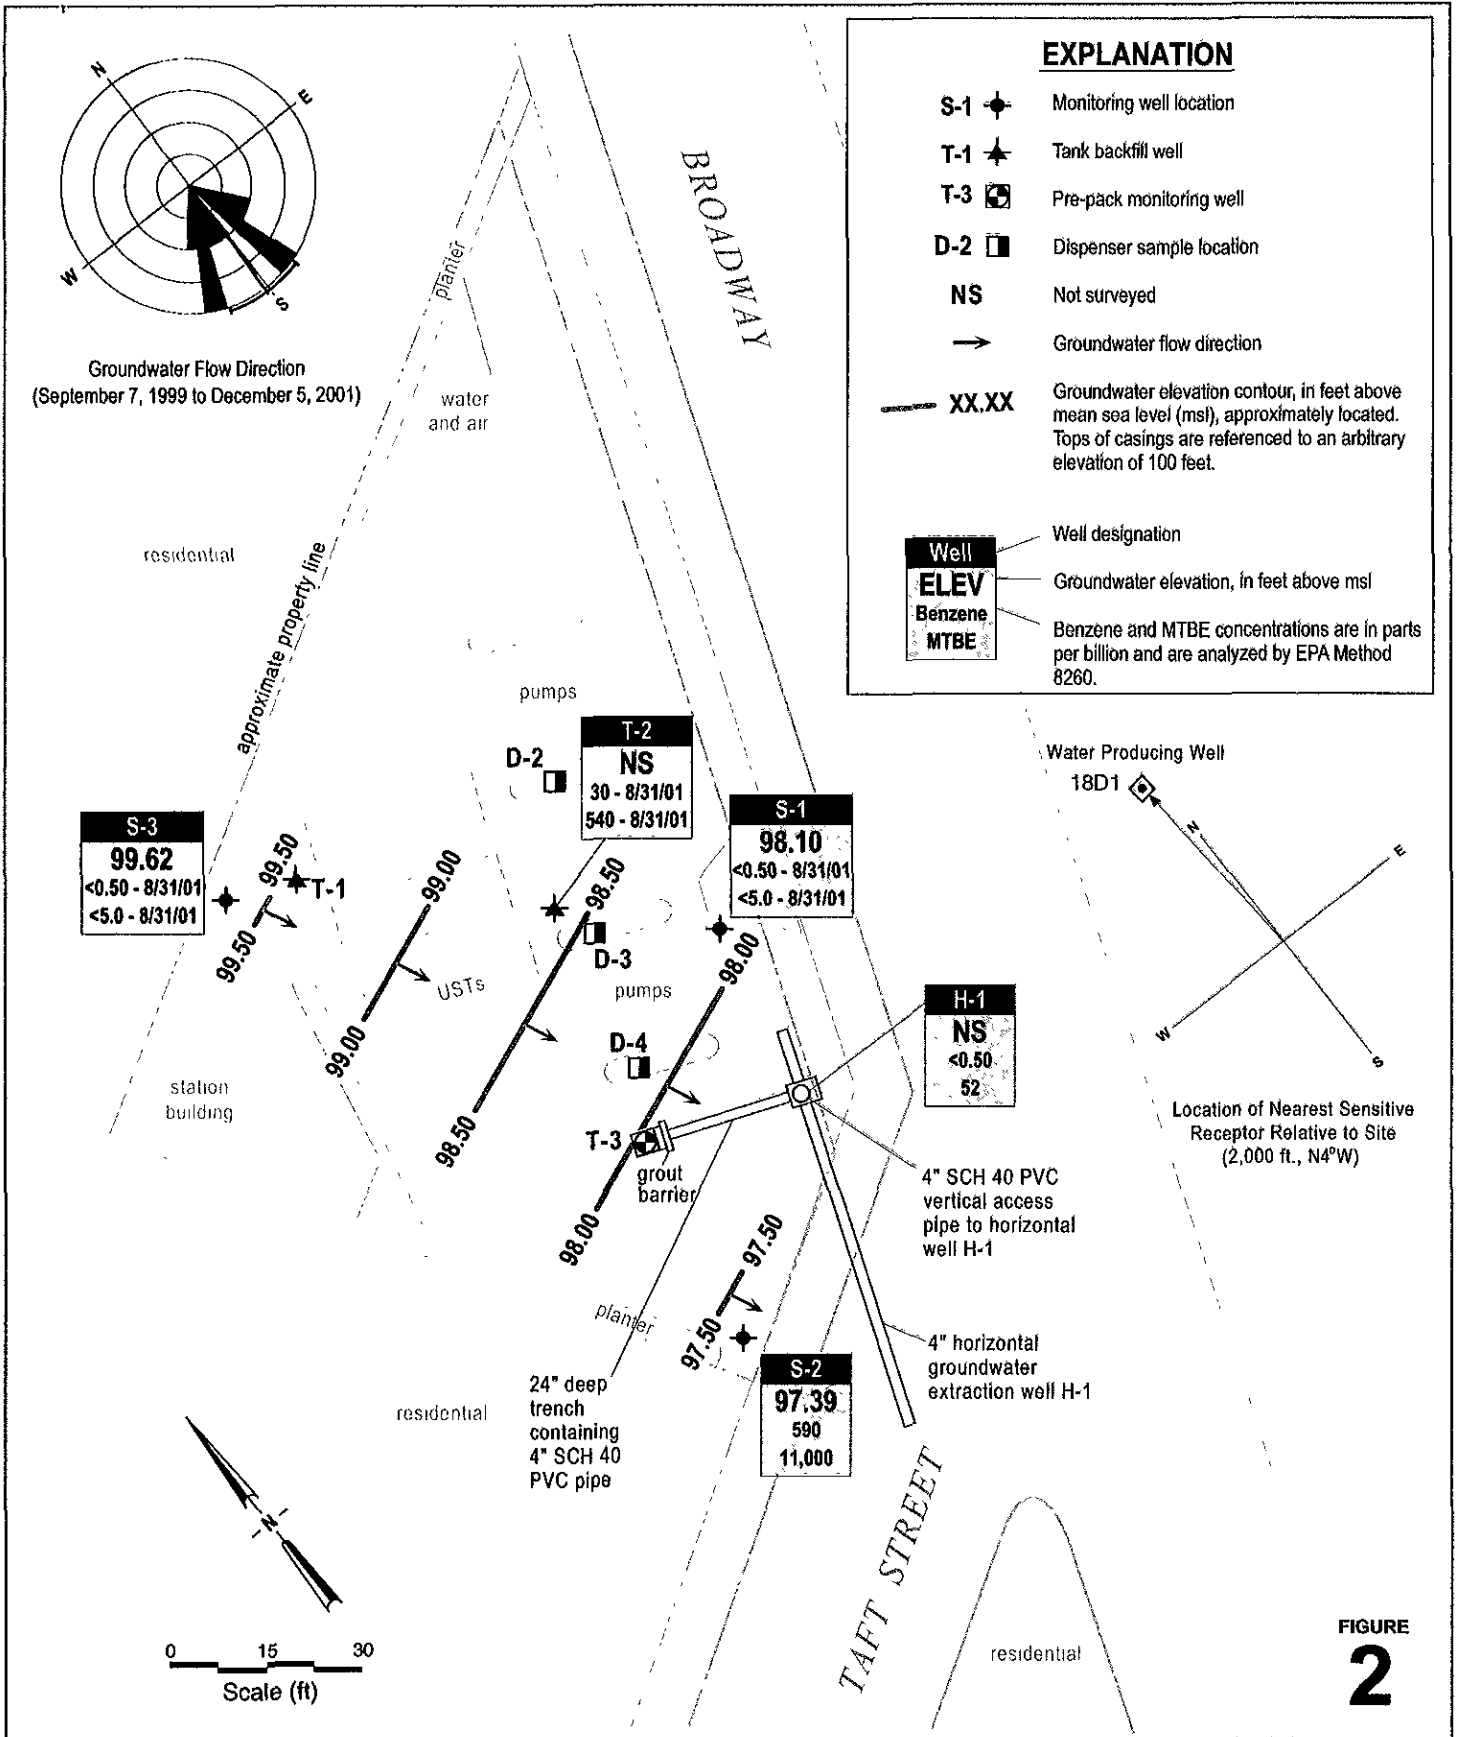 N
E
W
S
Groundwater Flow Direction
(September 7, 1999 to December 5, 2001)
EXPLANATION
S-1 Monitoring well location
T-1 Tank backfill well
T-3 Pre-pack monitoring well
D-2 Dispenser sample location
NS Not surveyed
Groundwater flow direction
XX.XX Groundwater elevation contour, in feet above
mean sea level (msl), approximately located.
Tops of casings are referenced to an arbitrary
elevation of 100 feet.
Well
ELEV
Benzene
MTBE
Well designation
Groundwater elevation, in feet above msl
Benzene and MTBE concentrations are in parts
per billion and are analyzed by EPA Method
8260.
BROADWAY
planter
water
and air
residential
approximate property line
pumps
D-2
T-2
NS
30 - 8/31/01
540 - 8/31/01
S-1
98.10
<0.50 - 8/31/01
<5.0 - 8/31/01
S-3
99.62
<0.50 - 8/31/01
<5.0 - 8/31/01
99.50
99.50
T-1
99.00
99.00
98.50
98.50
98.00
98.00
97.50
97.50
USTs
D-3
pumps
D-4
T-3
grout
barrier
station
building
Water Producing Well
18D1
N
E
W
S
Location of Nearest Sensitive
Receptor Relative to Site
(2,000 ft., N4°W)
H-1
NS
<0.50
52
4" SCH 40 PVC
vertical access
pipe to horizontal
well H-1
4" horizontal
groundwater
extraction well H-1
planter
S-2
97.39
590
11,000
24" deep
trench
containing
4" SCH 40
PVC pipe
residential
TAFT STREET
residential
N
0 15 30
Scale (ft)
FIGURE
2